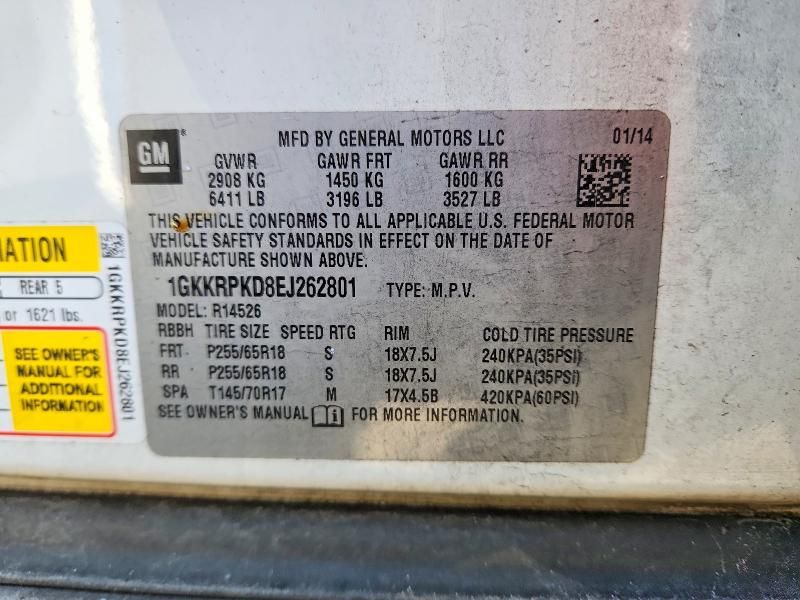 GM
MFD BY GENERAL MOTORS LLC 01/14
GVWR GAWR FRT GAWR RR
2908 KG 1450 KG 1600 KG
6411 LB 3196 LB 3527 LB
THIS VEHICLE CONFORMS TO ALL APPLICABLE U.S. FEDERAL MOTOR
VEHICLE SAFETY STANDARDS IN EFFECT ON THE DATE OF
MANUFACTURE SHOWN ABOVE.
1GKKRPKD8EJ262801 TYPE: M.P.V.
MODEL: R14526
RBBH TIRE SIZE SPEED RTG RIM COLD TIRE PRESSURE
FRT P255/65R18 S 18X7.5J 240KPA(35PSI)
RR P255/65R18 S 18X7.5J 240KPA(35PSI)
SPA T145/70R17 M 17X4.5B 420KPA(60PSI)
SEE OWNER'S MANUAL FOR MORE INFORMATION.
MATION
REAR 5
or 1621 lbs.
SEE OWNER'S
MANUAL FOR
ADDITIONAL
INFORMATION
1GKKRPKD8EJ262801